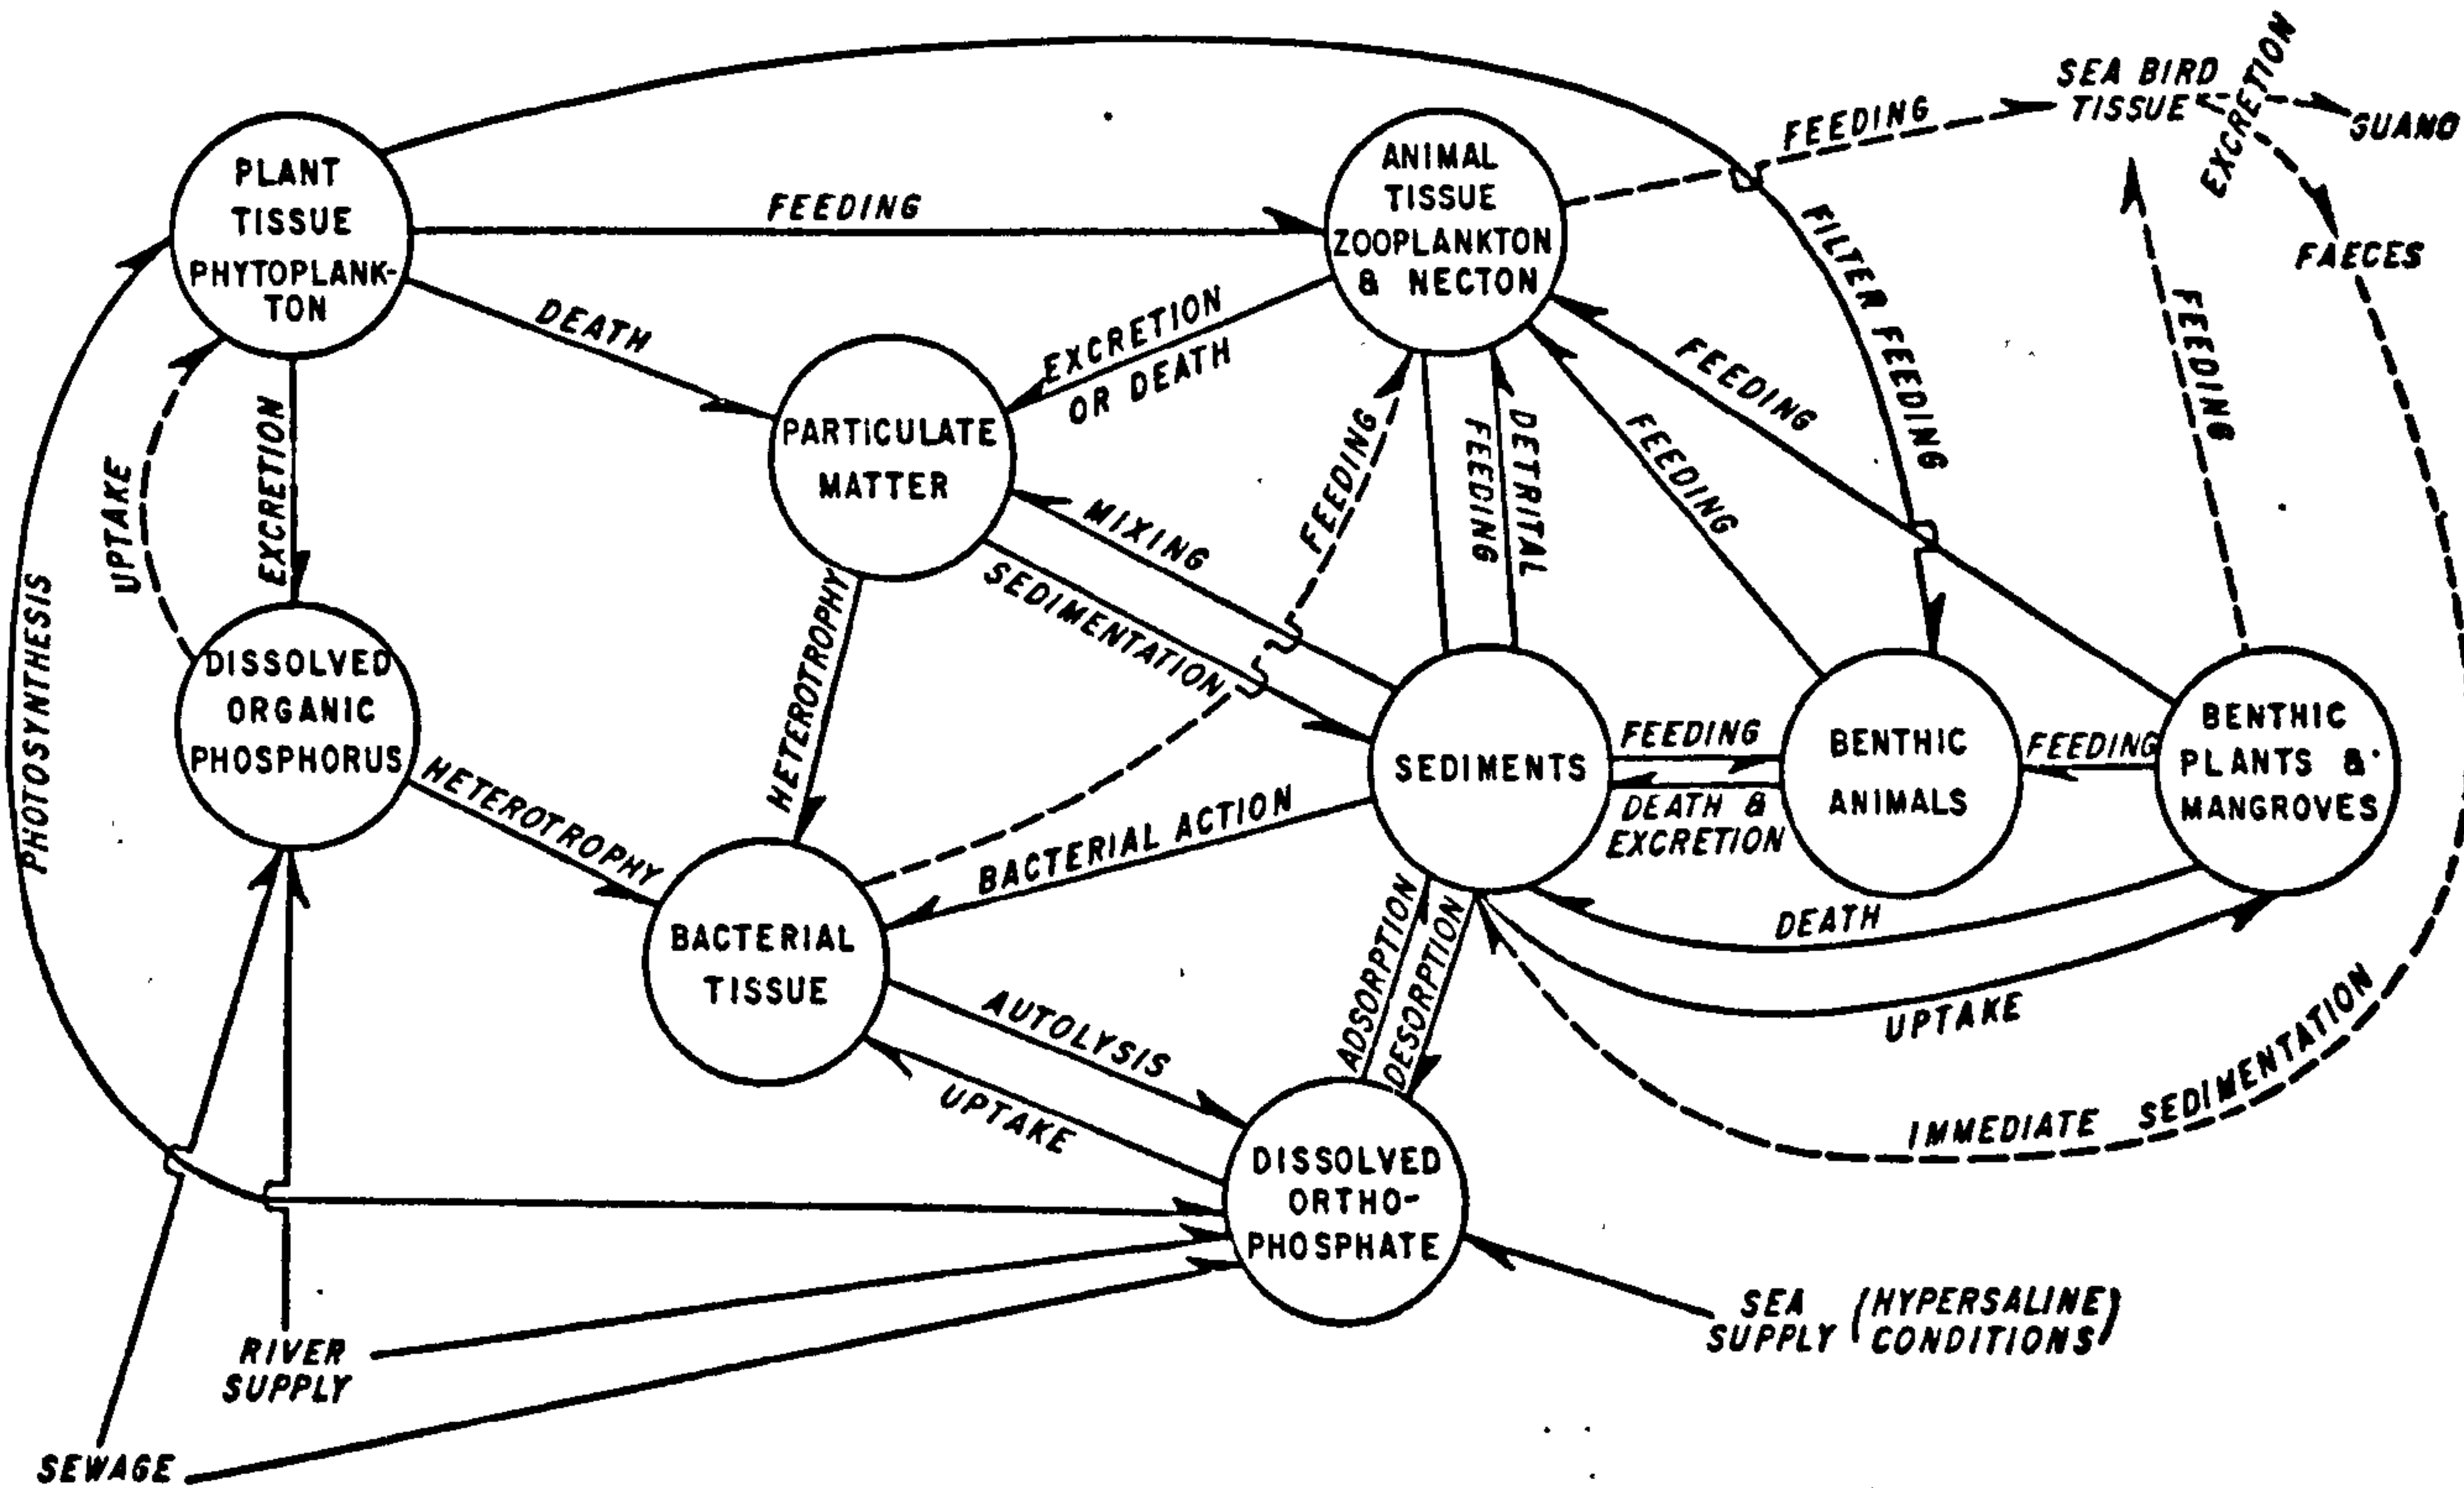 SEA BIRD
TISSUE
EXCRETION
GUANO
FEEDING
FAECES
PLANT
TISSUE
PHYTOPLANK-
TON
FEEDING
ANIMAL
TISSUE
ZOOPLANKTON
& NECTON
FILTER FEEDING
FEEDING
DEATH
EXCRETION
OR DEATH
PARTICULATE
MATTER
FEEDING
DETRITAL
FEEDING
FEEDING
FEEDING
UPTAKE
EXCRETION
MIXING
SEDIMENTATION
PHOTOSYNTHESIS
HETEROTROPHY
DISSOLVED
ORGANIC
PHOSPHORUS
HETEROTROPHY
SEDIMENTS
FEEDING
DEATH &
EXCRETION
BENTHIC
ANIMALS
FEEDING
BENTHIC
PLANTS &
MANGROVES
BACTERIAL ACTION
BACTERIAL
TISSUE
ADSORPTION
DESORPTION
DEATH
UPTAKE
AUTOLYSIS
UPTAKE
IMMEDIATE SEDIMENTATION
DISSOLVED
ORTHO-
PHOSPHATE
SEA (HYPERSALINE)
SUPPLY (CONDITIONS)
RIVER
SUPPLY
SEWAGE